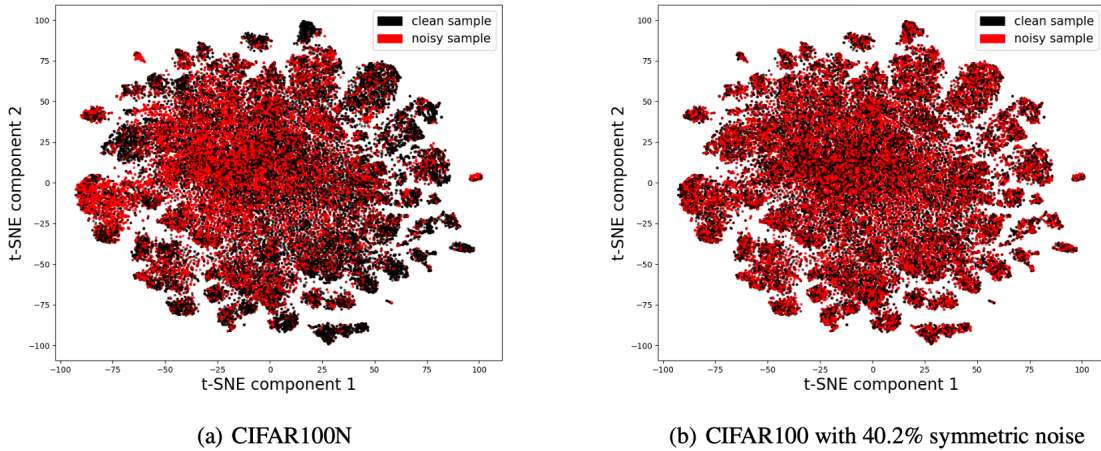 clean sample
noisy sample
100
75
50
25
0
−25
−50
−75
−100
t-SNE component 2
−100 −75 −50 −25 0 25 50 75 100
t-SNE component 1
(a) CIFAR100N
clean sample
noisy sample
100
75
50
25
0
−25
−50
−75
−100
t-SNE component 2
−100 −75 −50 −25 0 25 50 75 100
t-SNE component 1
(b) CIFAR100 with 40.2% symmetric noise